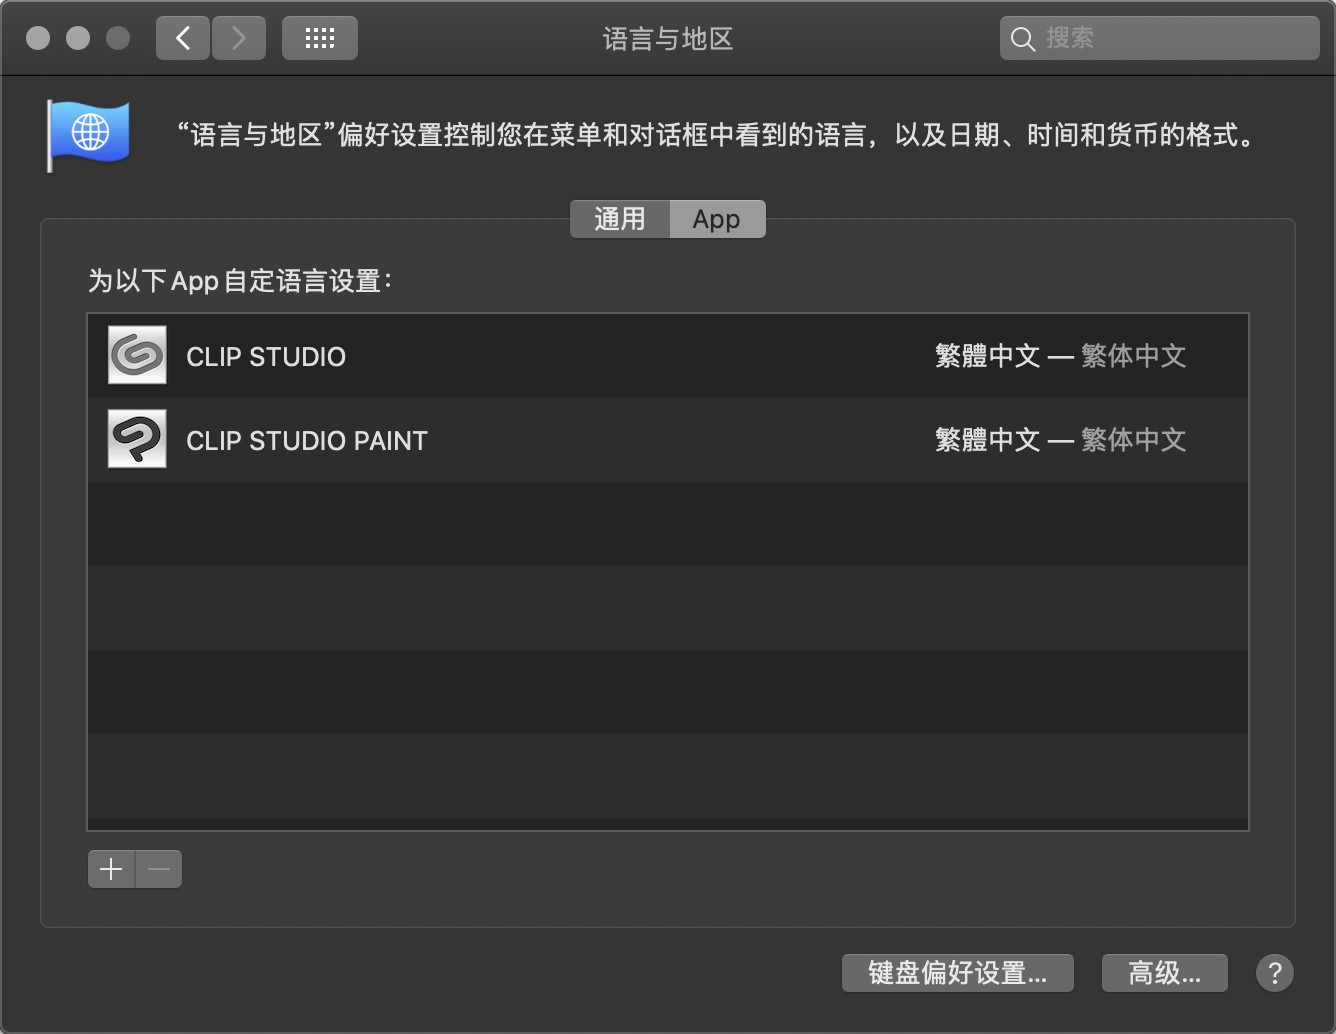 语言与地区
搜索
“语言与地区”偏好设置控制您在菜单和对话框中看到的语言，以及日期、时间和货币的格式。
通用
App
为以下App自定语言设置：
CLIP STUDIO
繁體中文 — 繁体中文
CLIP STUDIO PAINT
繁體中文 — 繁体中文
键盘偏好设置...
高级...
?